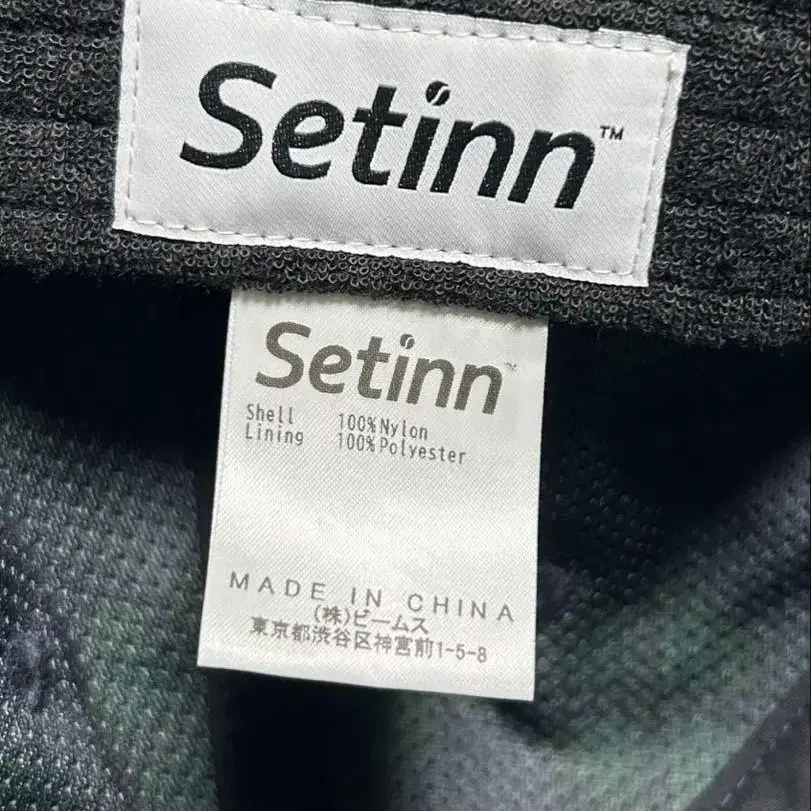 Setinn™
Setinn™
Shell 100%Nylon
Lining 100%Polyester
MADE IN CHINA
(株)ビームス
東京都渋谷区神宮前1-5-8